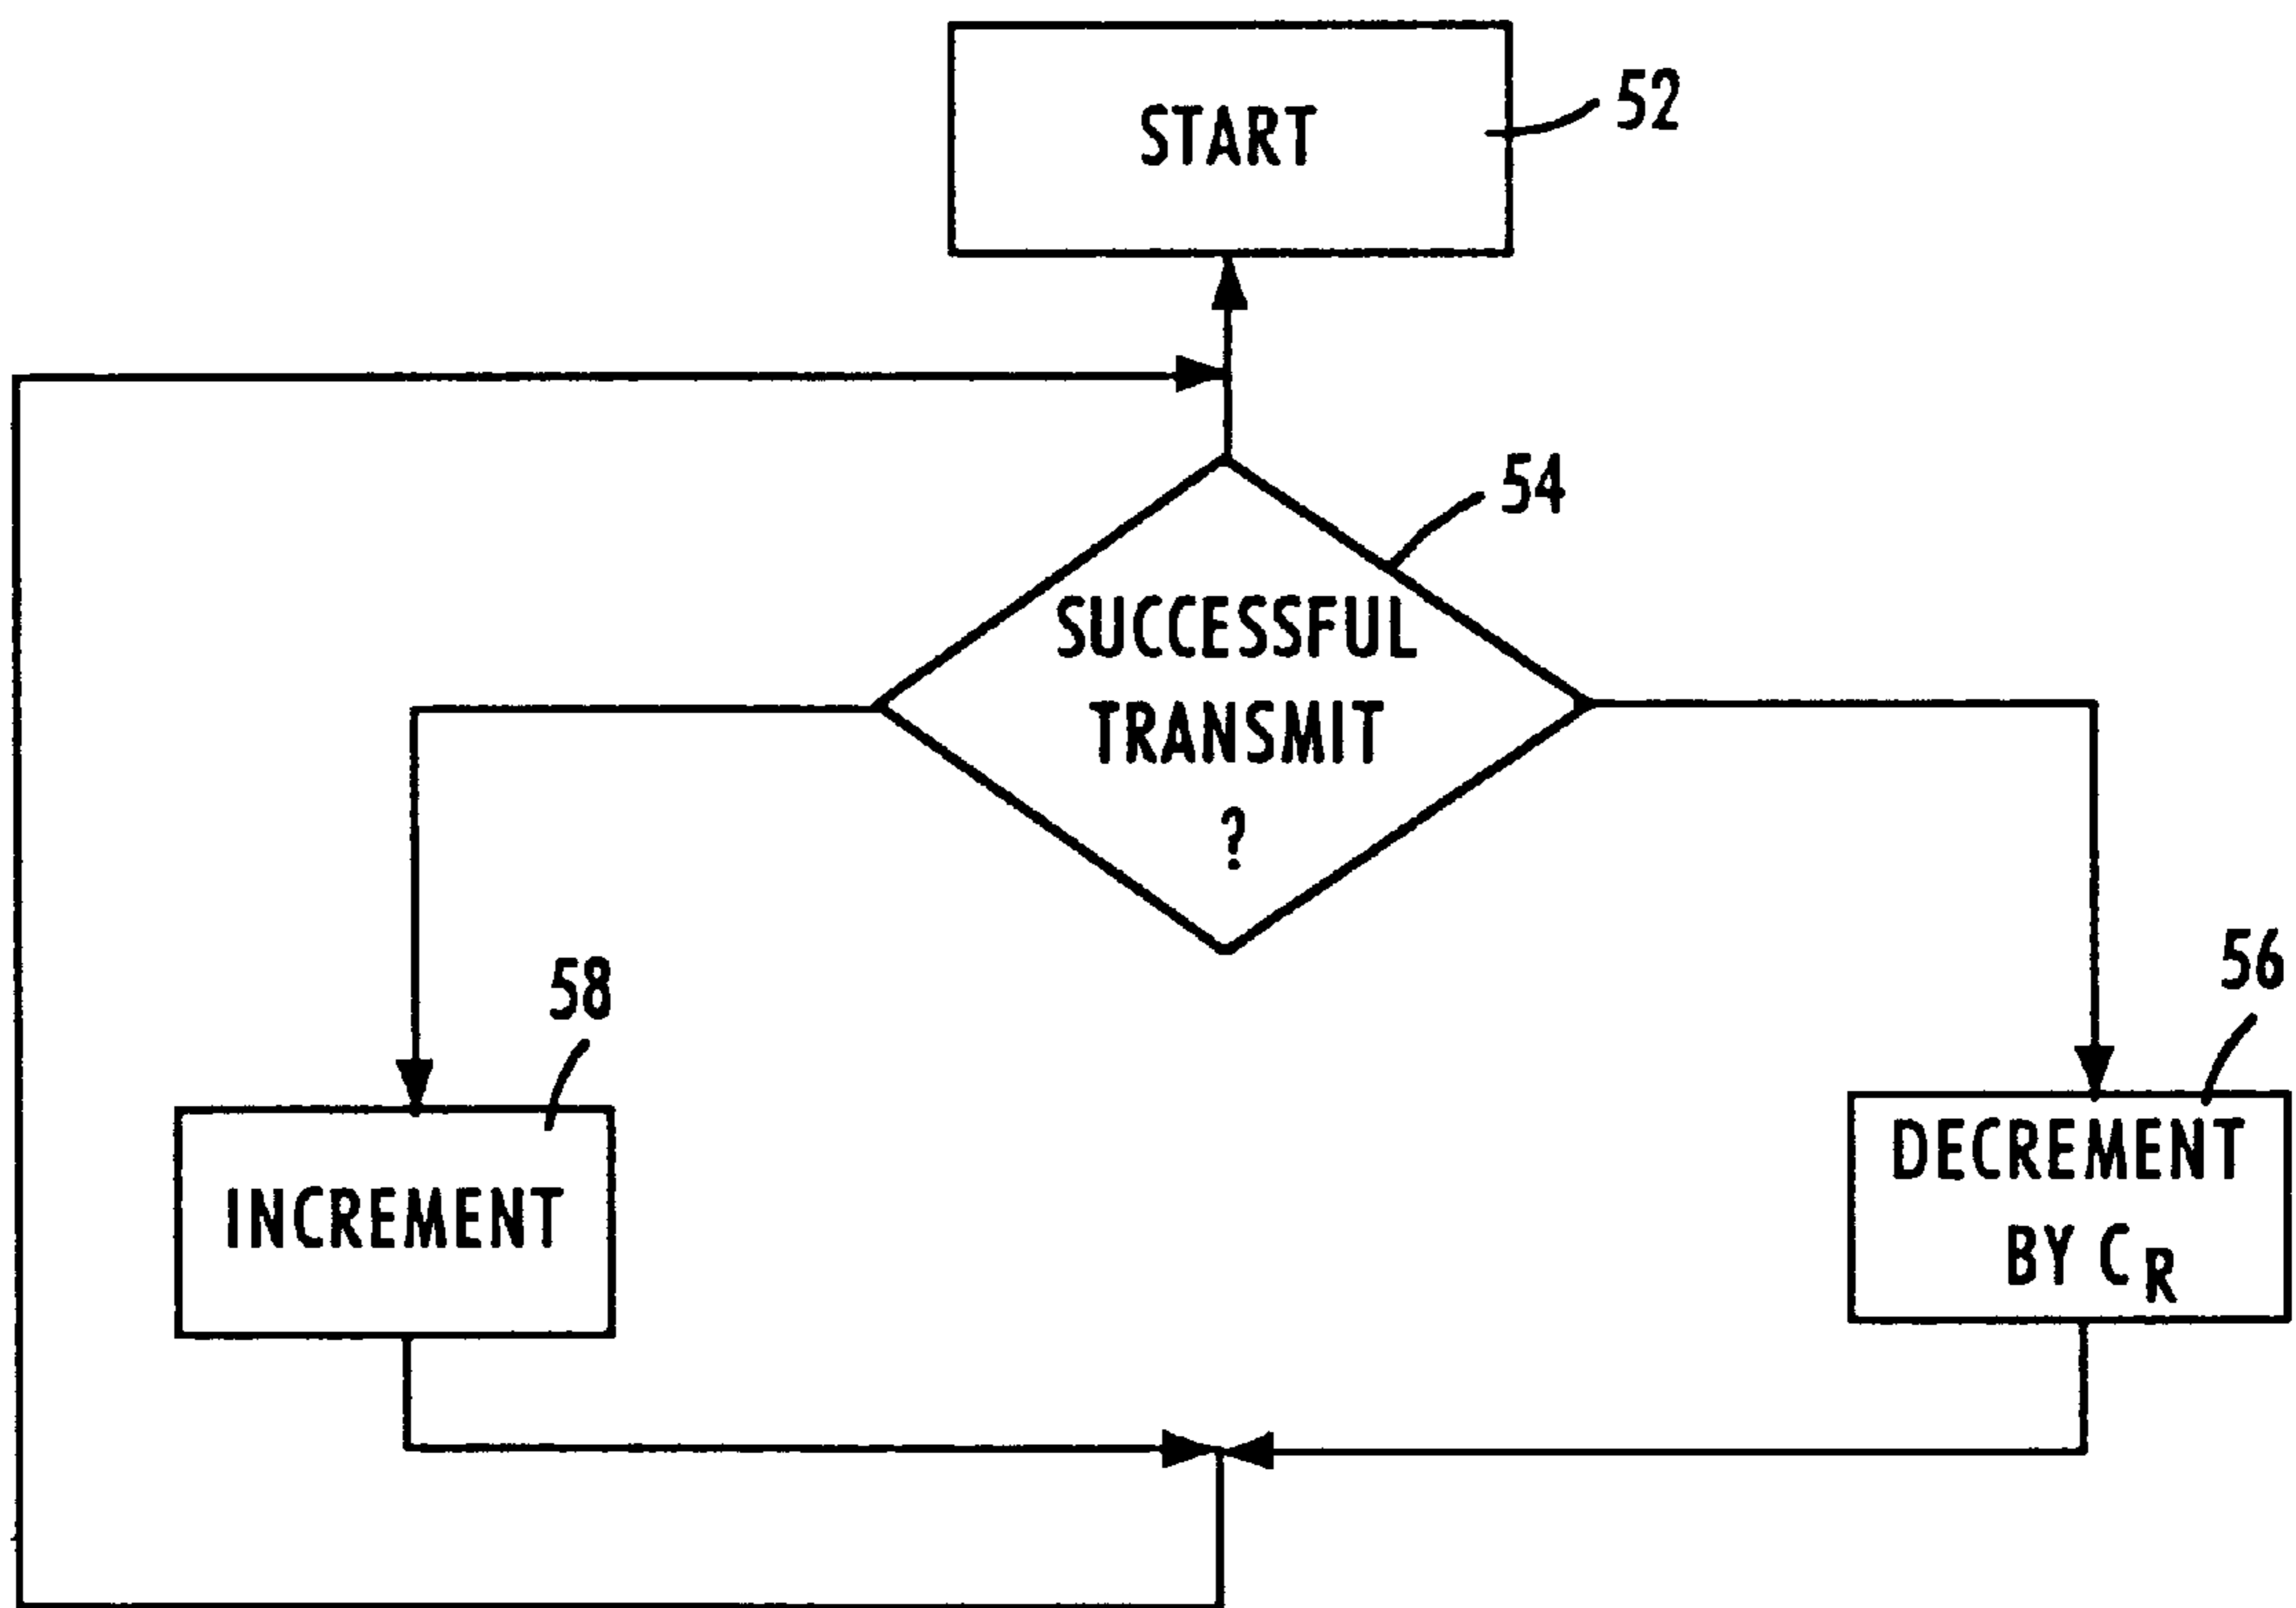 START
52
54
SUCCESSFUL
TRANSMIT
?
58
56
INCREMENT
DECREMENT
BY CR